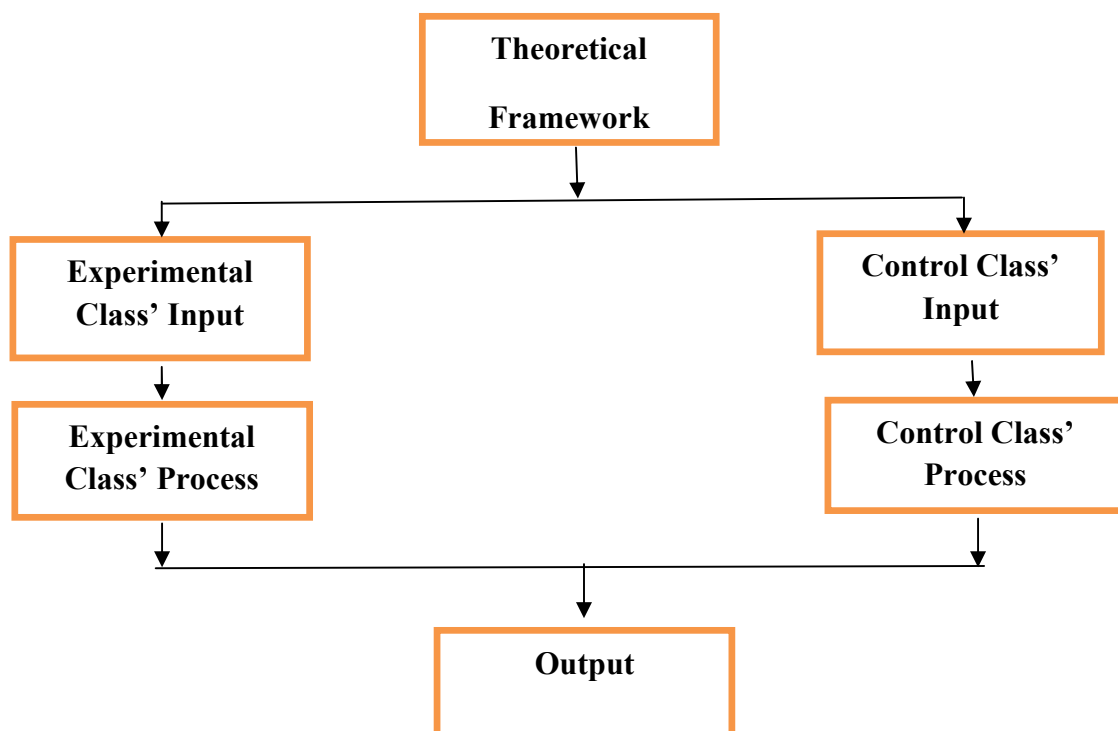 Theoretical
Framework
Experimental
Class’ Input
Control Class’
Input
Experimental
Class’ Process
Control Class’
Process
Output